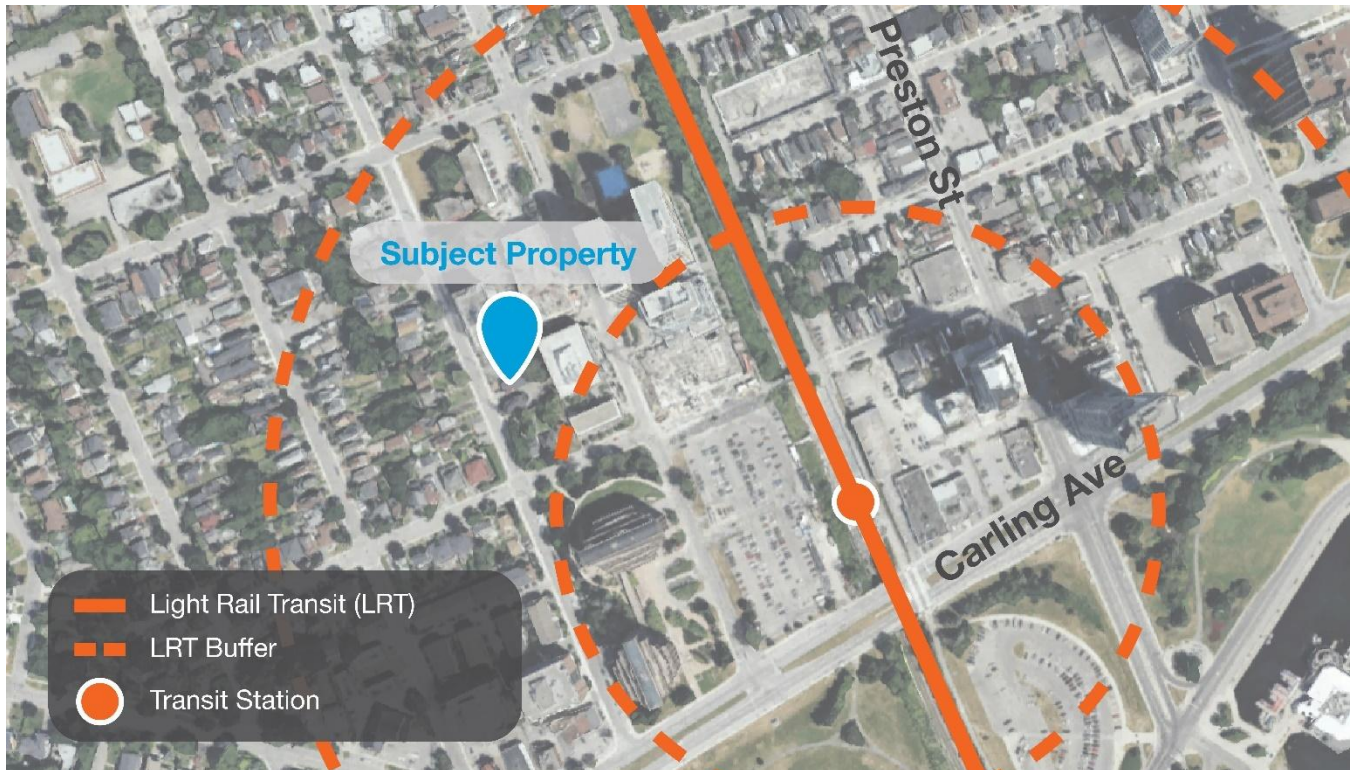 Preston St
Subject Property
Carling Ave
Light Rail Transit (LRT)
LRT Buffer
Transit Station